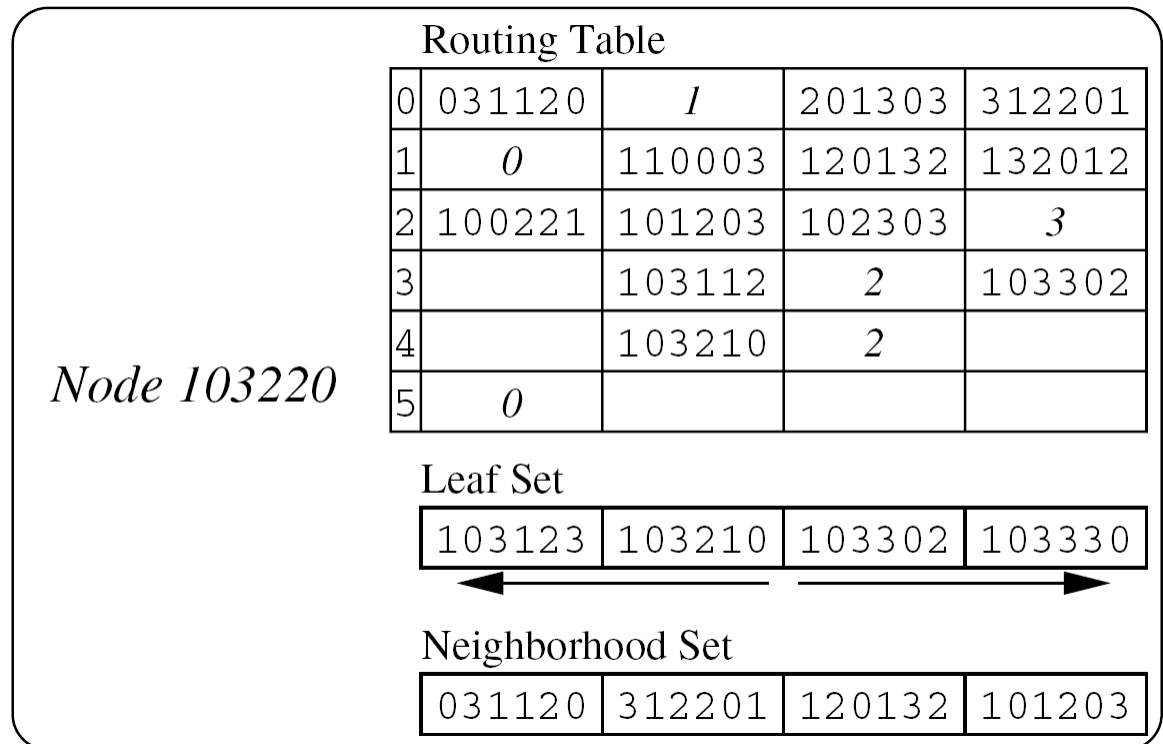 Routing Table
0 031120 1 201303 312201
1 0 110003 120132 132012
2 100221 101203 102303 3
3 103112 2 103302
4 103210 2
Node 103220
5 0
Leaf Set
103123 103210 103302 103330
Neighborhood Set
031120 312201 120132 101203